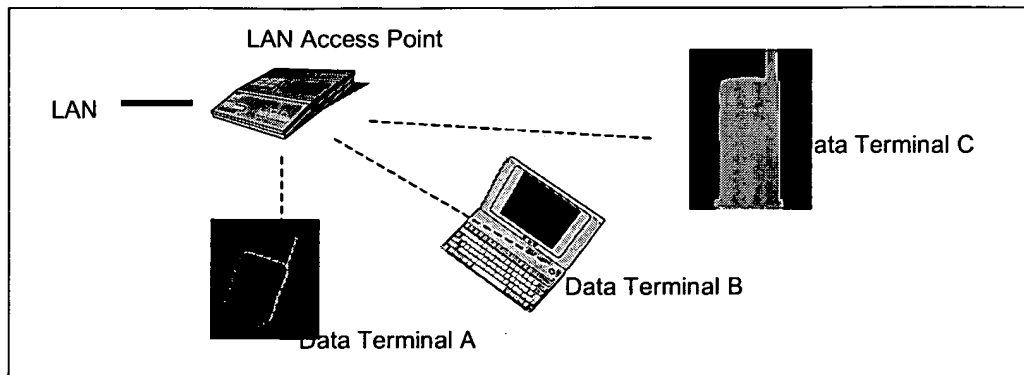 LAN Access Point
LAN
ata Terminal C
Data Terminal B
Data Terminal A